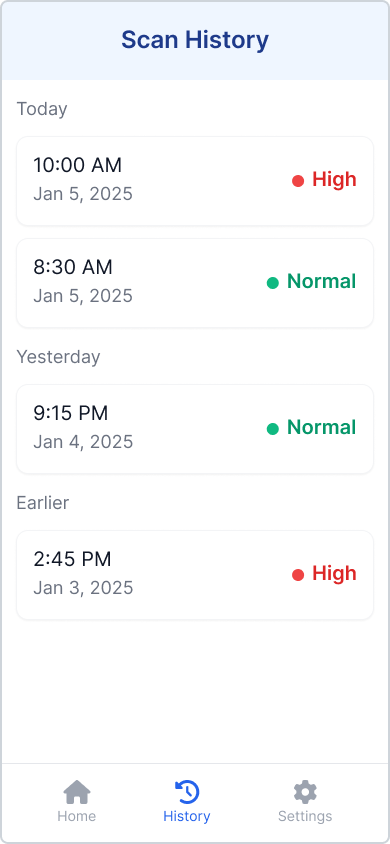 Scan History
Today
10:00 AM
Jan 5, 2025
High
8:30 AM
Jan 5, 2025
Normal
Yesterday
9:15 PM
Jan 4, 2025
Normal
Earlier
2:45 PM
Jan 3, 2025
High
Home
History
Settings